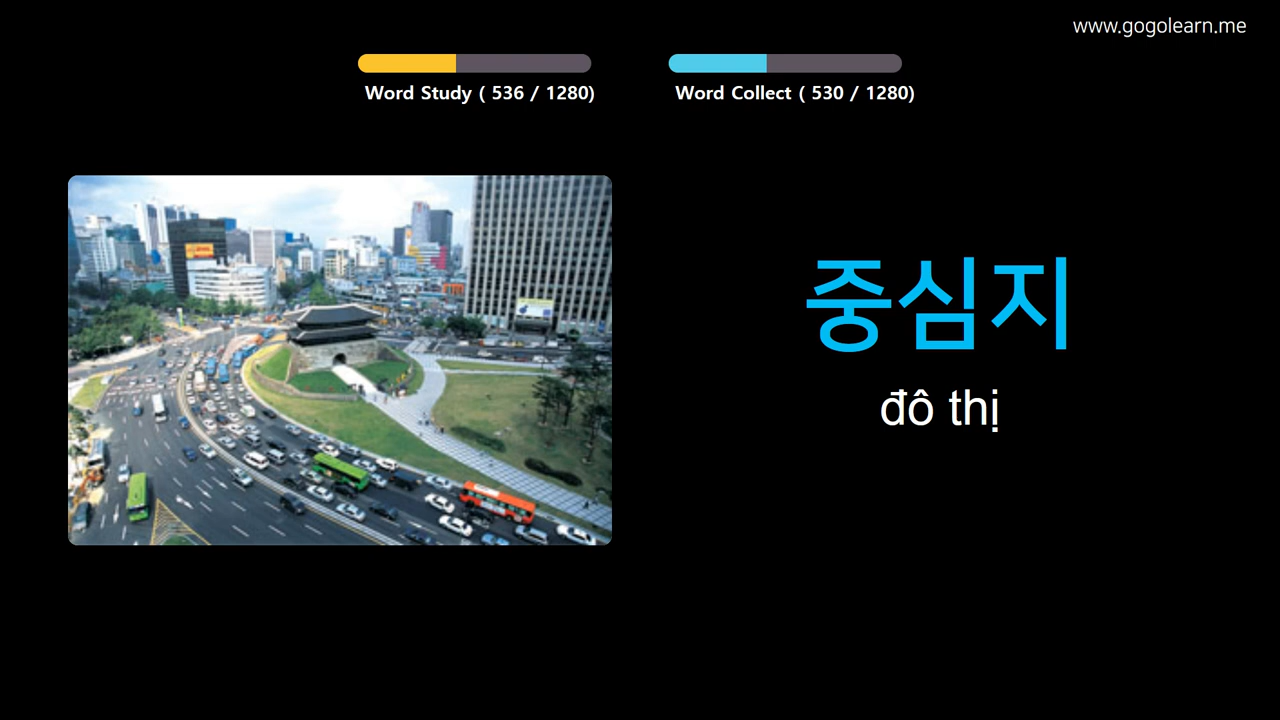 www.gogolearn.me
Word Study ( 536 / 1280)
Word Collect ( 530 / 1280)
중심지
đô thị